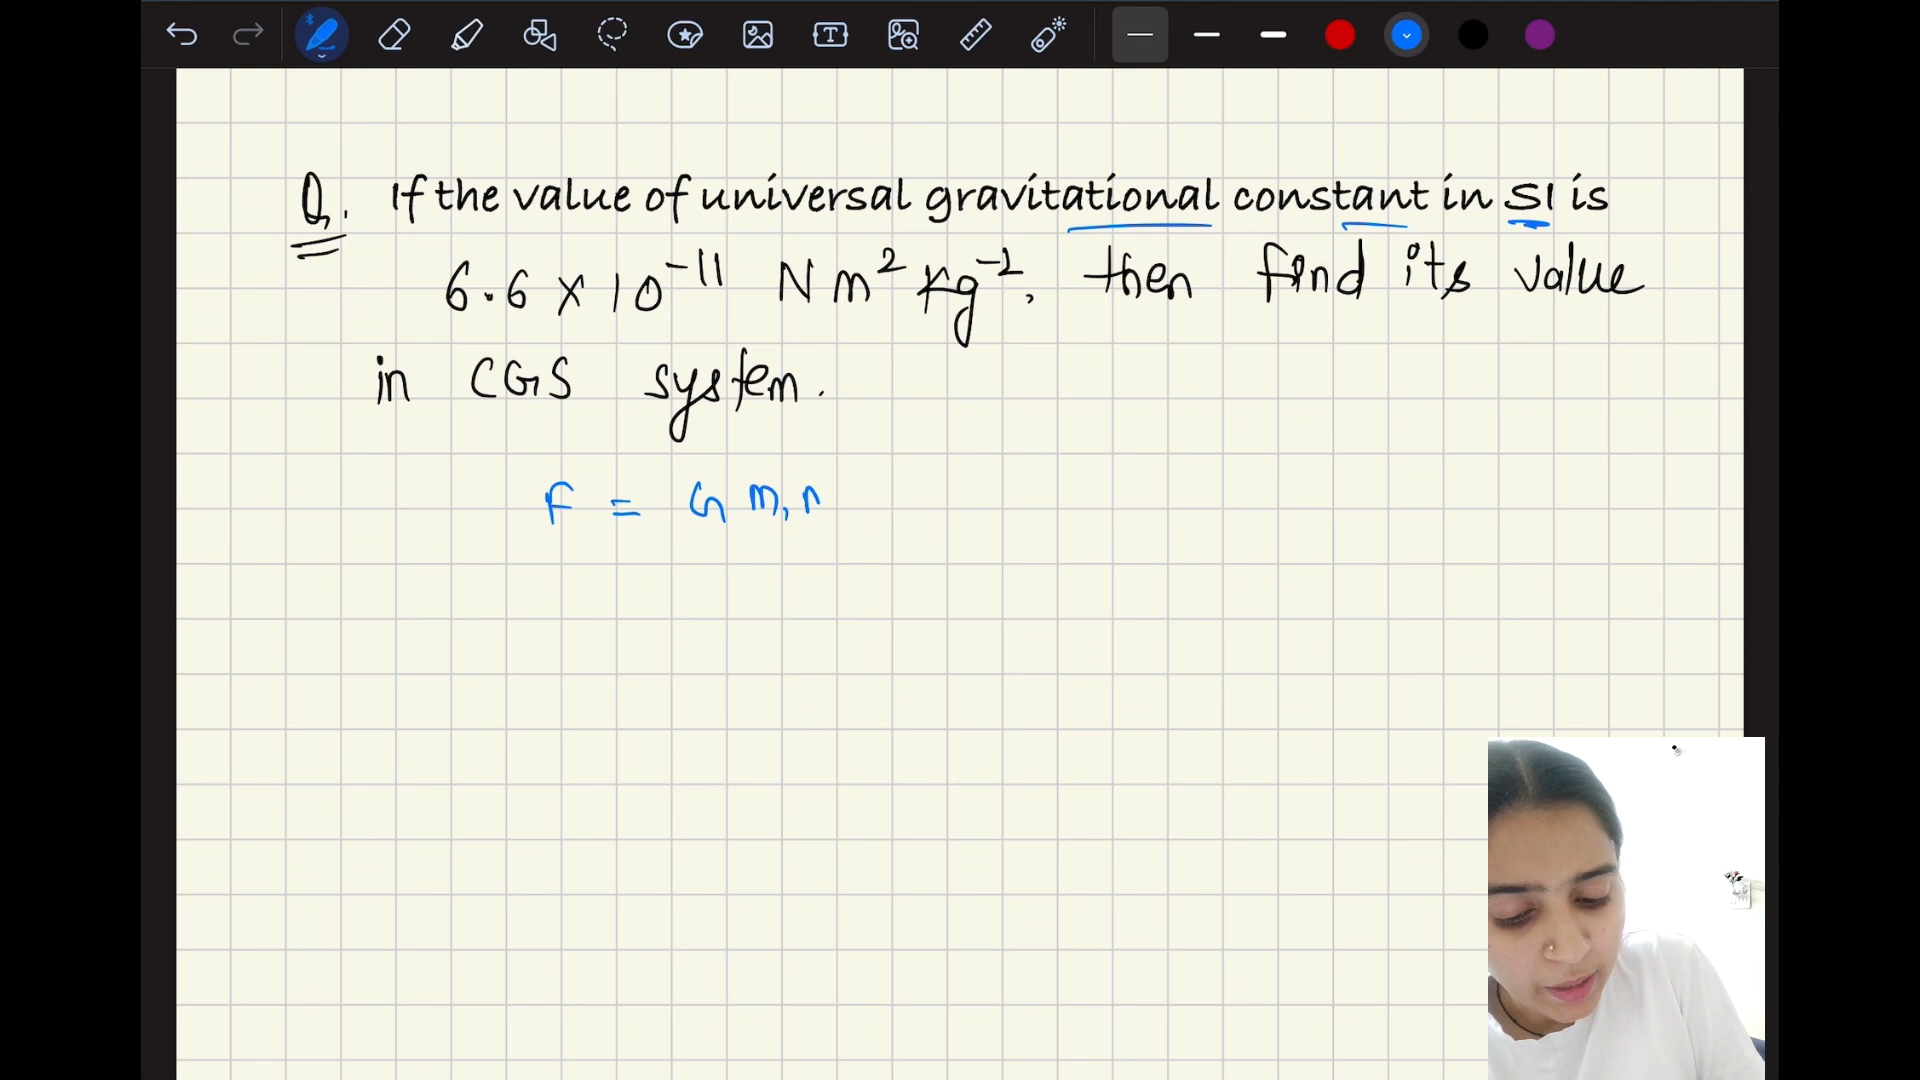 Q. If the value of universal gravitational constant in SI is
6.6 × 10⁻¹¹ N m² Kg⁻², then find its value
in CGS system.
F = G m₁ m